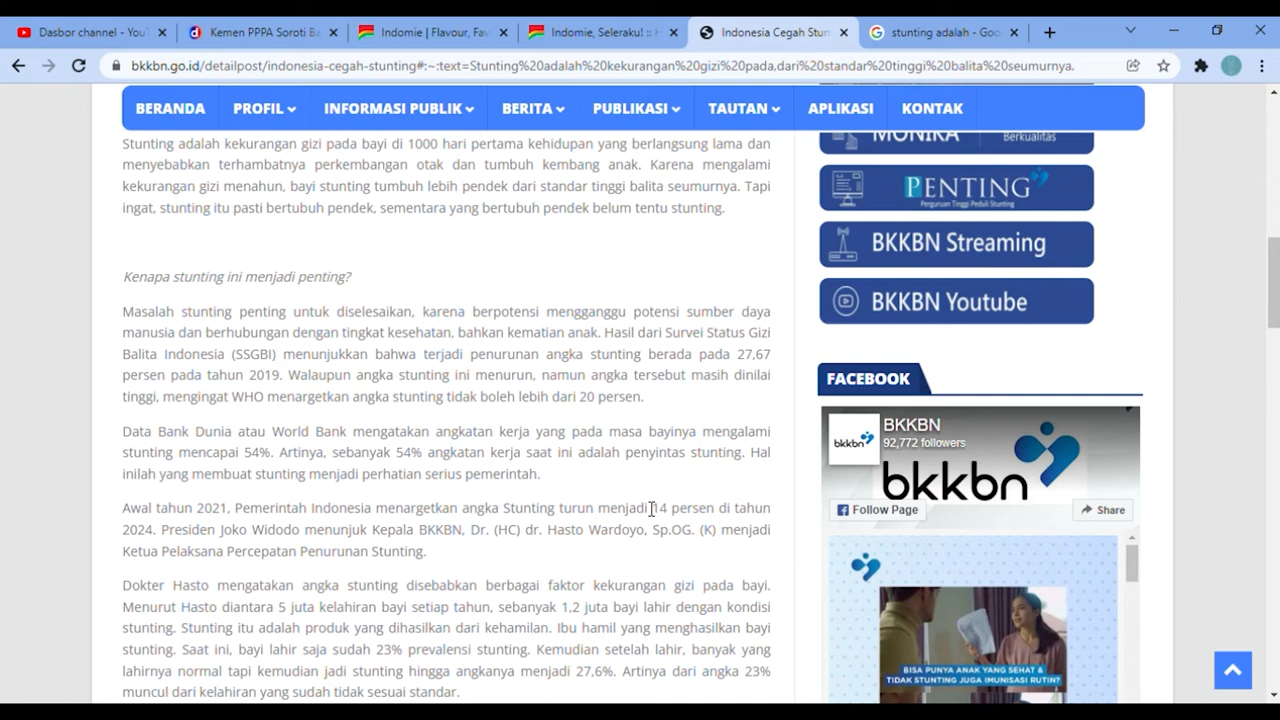 Dasbor channel - You
Kemen PPPA Soroti Ba
Indomie | Flavour, Fav
Indomie, Seleraku! :: H
Indonesia Cegah Stun
stunting adalah - Goo
bkkbn.go.id/detailpost/indonesia-cegah-stunting#:~:text=Stunting%20adalah%20kekurangan%20gizi%20pada,dari%20standar%20tinggi%20balita%20seumurnya.
BERANDA PROFIL INFORMASI PUBLIK BERITA PUBLIKASI TAUTAN APLIKASI KONTAK
Stunting adalah kekurangan gizi pada bayi di 1000 hari pertama kehidupan yang berlangsung lama dan
menyebabkan terhambatnya perkembangan otak dan tumbuh kembang anak. Karena mengalami
kekurangan gizi menahun, bayi stunting tumbuh lebih pendek dari standar tinggi balita seumurnya. Tapi
ingat, stunting itu pasti bertubuh pendek, sementara yang bertubuh pendek belum tentu stunting.
Kenapa stunting ini menjadi penting?
Masalah stunting penting untuk diselesaikan, karena berpotensi mengganggu potensi sumber daya
manusia dan berhubungan dengan tingkat kesehatan, bahkan kematian anak. Hasil dari Survei Status Gizi
Balita Indonesia (SSGBI) menunjukkan bahwa terjadi penurunan angka stunting berada pada 27,67
persen pada tahun 2019. Walaupun angka stunting ini menurun, namun angka tersebut masih dinilai
tinggi, mengingat WHO menargetkan angka stunting tidak boleh lebih dari 20 persen.
Data Bank Dunia atau World Bank mengatakan angkatan kerja yang pada masa bayinya mengalami
stunting mencapai 54%. Artinya, sebanyak 54% angkatan kerja saat ini adalah penyintas stunting. Hal
inilah yang membuat stunting menjadi perhatian serius pemerintah.
Awal tahun 2021, Pemerintah Indonesia menargetkan angka Stunting turun menjadi 14 persen di tahun
2024. Presiden Joko Widodo menunjuk Kepala BKKBN, Dr. (HC) dr. Hasto Wardoyo, Sp.OG. (K) menjadi
Ketua Pelaksana Percepatan Penurunan Stunting.
Dokter Hasto mengatakan angka stunting disebabkan berbagai faktor kekurangan gizi pada bayi.
Menurut Hasto diantara 5 juta kelahiran bayi setiap tahun, sebanyak 1,2 juta bayi lahir dengan kondisi
stunting. Stunting itu adalah produk yang dihasilkan dari kehamilan. Ibu hamil yang menghasilkan bayi
stunting. Saat ini, bayi lahir saja sudah 23% prevalensi stunting. Kemudian setelah lahir, banyak yang
lahirnya normal tapi kemudian jadi stunting hingga angkanya menjadi 27,6%. Artinya dari angka 23%
muncul dari kelahiran yang sudah tidak sesuai standar.
MONIKA Berkualitas
PENTING
Perguruan Tinggi Peduli Stunting
BKKBN Streaming
BKKBN Youtube
FACEBOOK
bkkbn
BKKBN
92,772 followers
bkkbn
Follow Page
Share
BISA PUNYA ANAK YANG SEHAT &
TIDAK STUNTING JUGA IMUNISASI RUTIN?